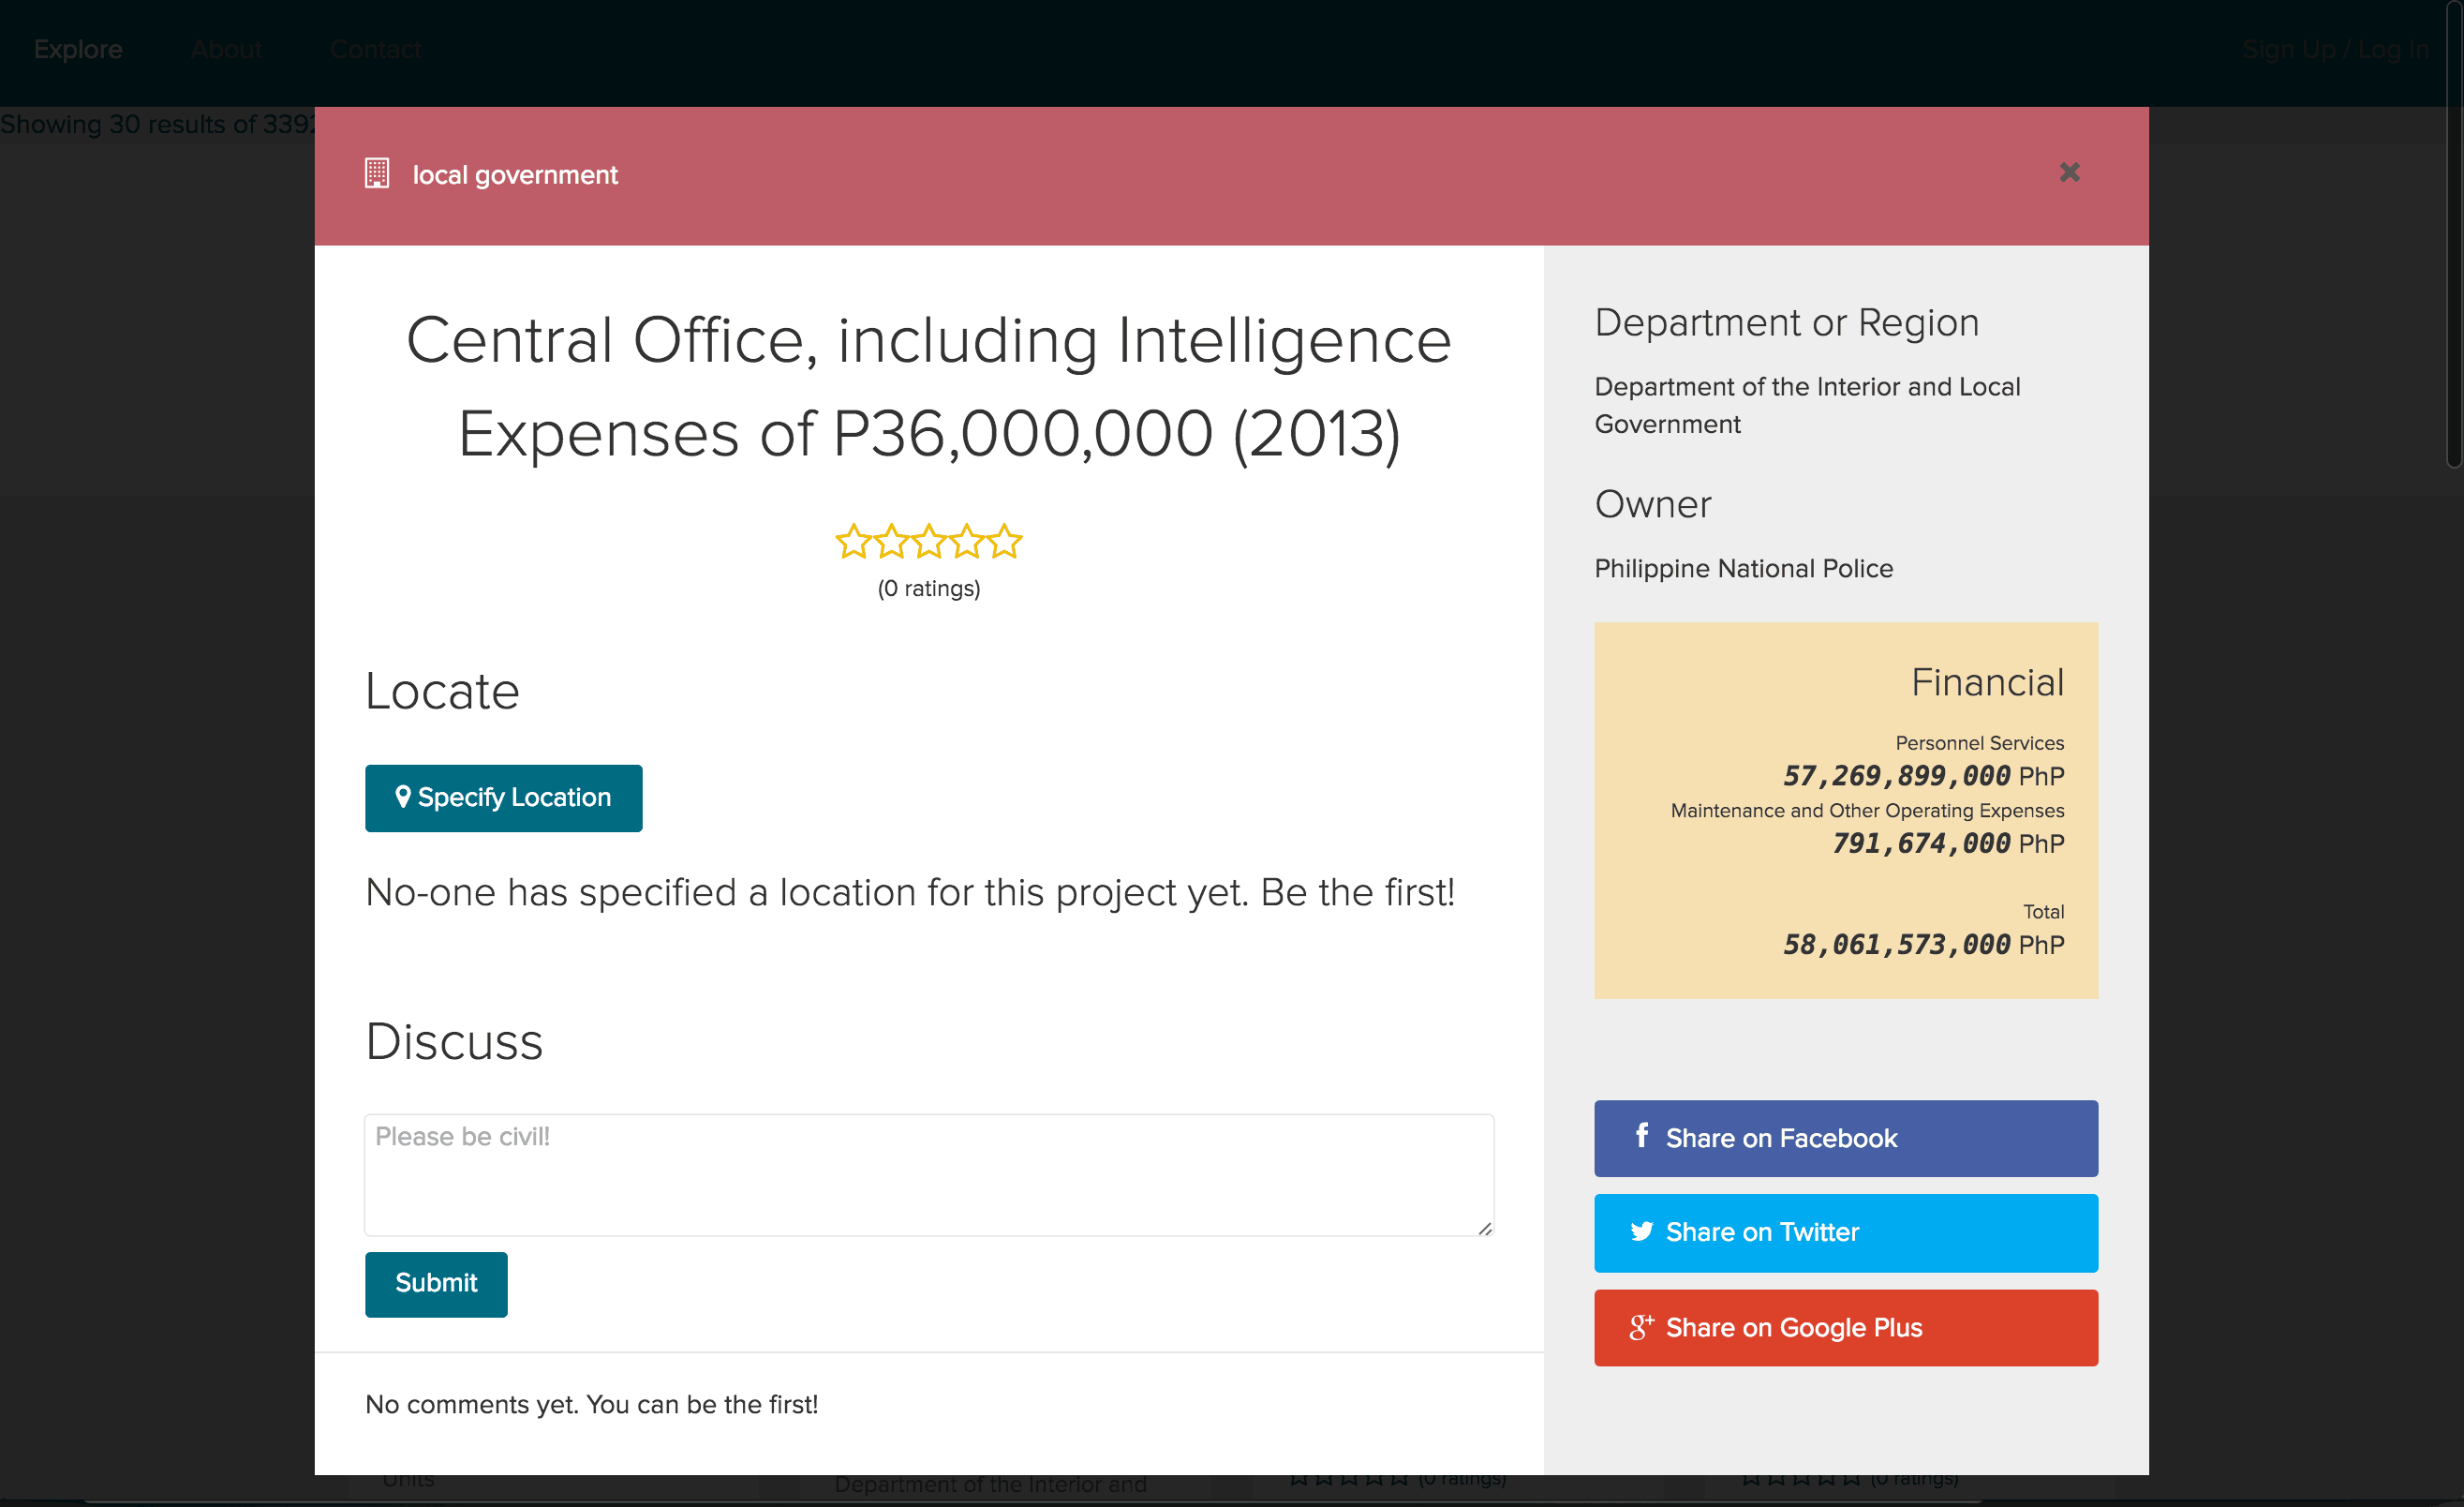 Explore
About
Contact
Sign Up / Log In
Showing 30 results of 339
local government
Central Office, including Intelligence
Expenses of P36,000,000 (2013)
(0 ratings)
Locate
Specify Location
No-one has specified a location for this project yet. Be the first!
Discuss
Please be civil!
Submit
No comments yet. You can be the first!
Department or Region
Department of the Interior and Local
Government
Owner
Philippine National Police
Financial
Personnel Services
57,269,899,000 PhP
Maintenance and Other Operating Expenses
791,674,000 PhP
Total
58,061,573,000 PhP
Share on Facebook
Share on Twitter
Share on Google Plus
Units
Department of the Interior and
(0 ratings)
(0 ratings)